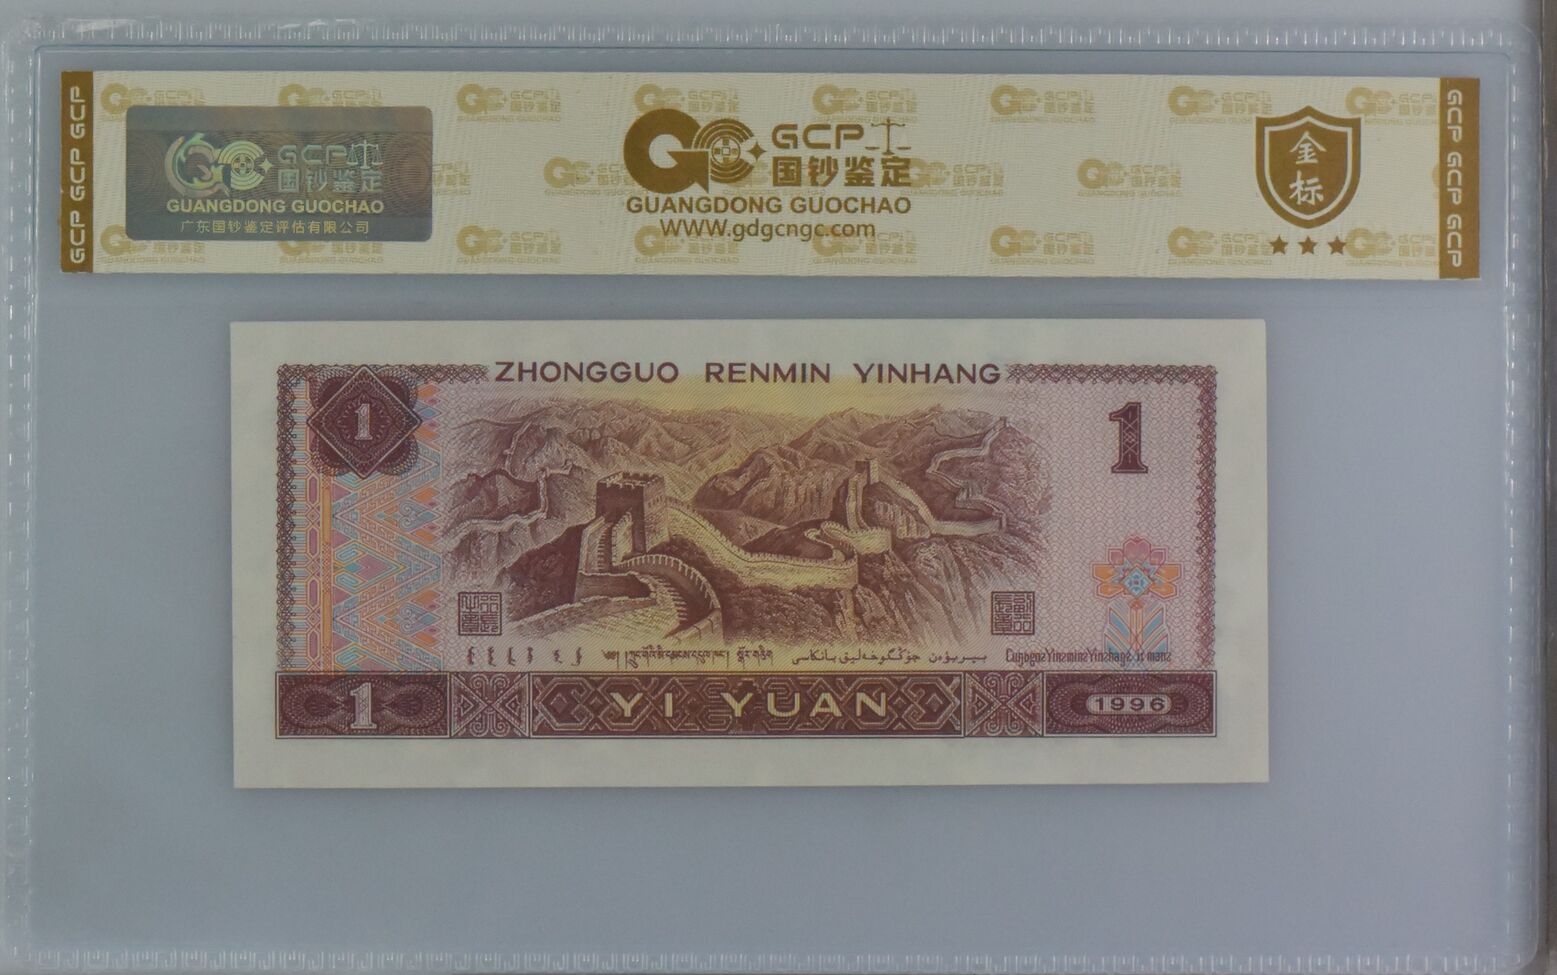 GCP GCP GCP
GCP
国钞鉴定
GUANGDONG GUOCHAO
广东国钞鉴定评估有限公司
GCP
国钞鉴定
GUANGDONG GUOCHAO
WWW.gdgcngc.com
金标
GCP GCP GCP
ZHONGGUO RENMIN YINHANG
1
1
1
YI YUAN
1996